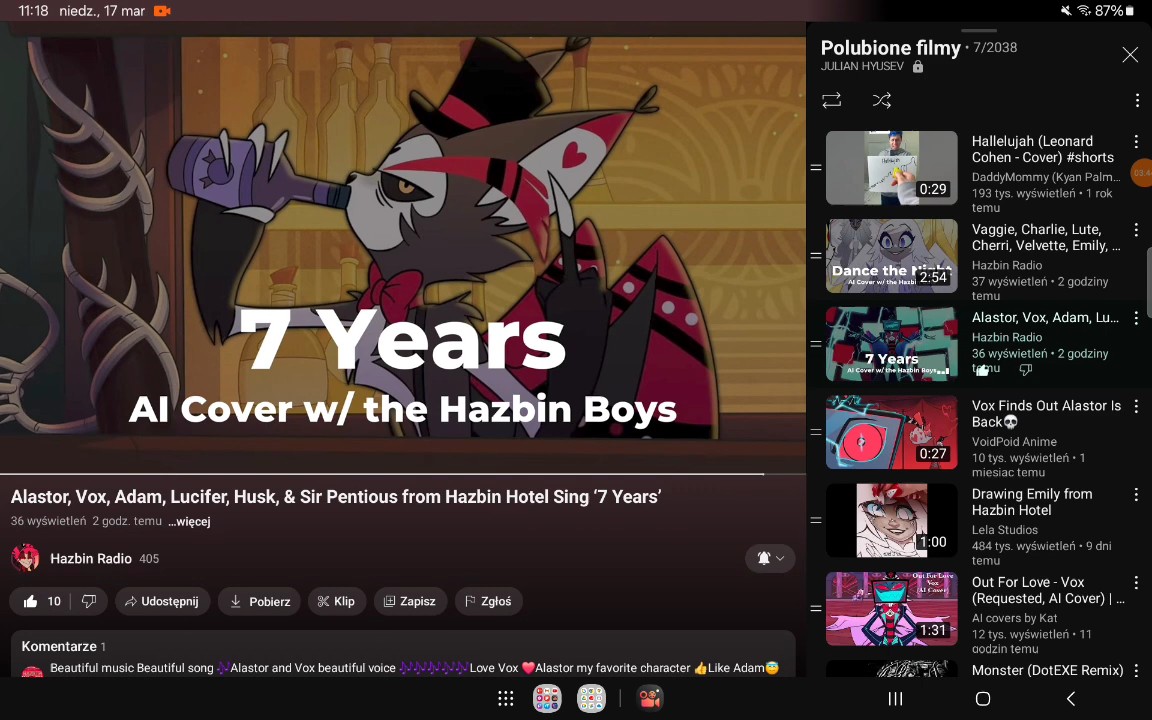 11:18 niedz., 17 mar
87%
7 Years
AI Cover w/ the Hazbin Boys
Alastor, Vox, Adam, Lucifer, Husk, & Sir Pentious from Hazbin Hotel Sing ‘7 Years’
36 wyświetleń 2 godz. temu ...więcej
Hazbin Radio 405
10
Udostępnij
Pobierz
Klip
Zapisz
Zgłoś
Komentarze 1
Beautiful music Beautiful song 🎶Alastor and Vox beautiful voice 🎶🎶🎶🎶🎶Love Vox ❤Alastor my favorite character 👍Like Adam😇
Polubione filmy · 7/2038
JULIAN HYUSEV
03:4
0:29
Hallelujah (Leonard
Cohen - Cover) #shorts
DaddyMommy (Kyan Palm...
193 tys. wyświetleń • 1 rok
temu
Dance the Night
2:54
Vaggie, Charlie, Lute,
Cherri, Velvette, Emily, ...
Hazbin Radio
37 wyświetleń • 2 godziny
temu
7 Years
AI Cover w/ the Hazbin Boys
Alastor, Vox, Adam, Lu...
Hazbin Radio
36 wyświetleń • 2 godziny
temu
0:27
Vox Finds Out Alastor Is
Back💀
VoidPoid Anime
10 tys. wyświetleń • 1
miesiąc temu
1:00
Drawing Emily from
Hazbin Hotel
Lela Studios
484 tys. wyświetleń • 9 dni
temu
Out For Love
Vox
AI Cover
1:31
Out For Love - Vox
(Requested, AI Cover) | ...
AI covers by Kat
12 tys. wyświetleń • 11
godzin temu
Monster (DotEXE Remix)